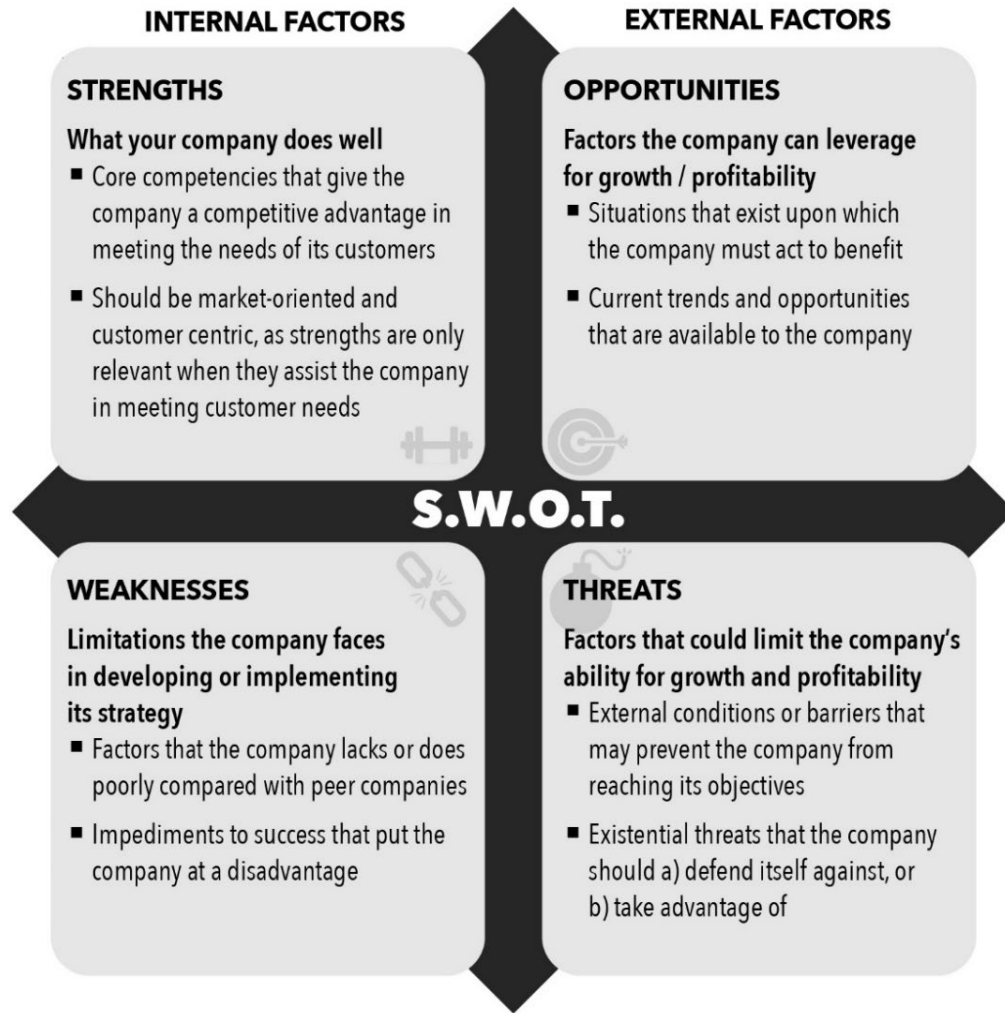 INTERNAL FACTORS
EXTERNAL FACTORS
STRENGTHS
What your company does well
▪ Core competencies that give the
company a competitive advantage in
meeting the needs of its customers
▪ Should be market-oriented and
customer centric, as strengths are only
relevant when they assist the company
in meeting customer needs
OPPORTUNITIES
Factors the company can leverage
for growth / profitability
▪ Situations that exist upon which
the company must act to benefit
▪ Current trends and opportunities
that are available to the company
S.W.O.T.
WEAKNESSES
Limitations the company faces
in developing or implementing
its strategy
▪ Factors that the company lacks or does
poorly compared with peer companies
▪ Impediments to success that put the
company at a disadvantage
THREATS
Factors that could limit the company's
ability for growth and profitability
▪ External conditions or barriers that
may prevent the company from
reaching its objectives
▪ Existential threats that the company
should a) defend itself against, or
b) take advantage of